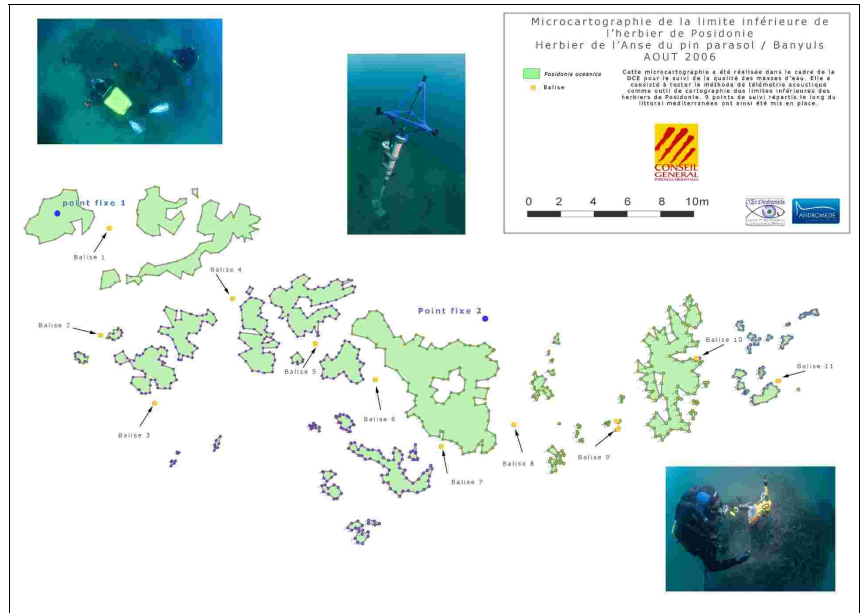 Microcartographie de la limite inférieure de
l'herbier de Posidonie
Herbier de l'Anse du pin parasol / Banyuls
AOUT 2006
Posidonia oceanica
Balise
Cette microcartographie a été réalisée dans le cadre de la
DCE pour le suivi de la qualité des masses d'eau. Elle a
consisté à tester la méthode de télémétrie acoustique
comme outil de cartographie des limites inférieures des
herbiers de Posidonie. 9 points de suivi répartis le long du
littoral mediterranéen ont ainsi été mis en place.
CONSEIL
GENERAL
PYRENEES-ORIENTALES
0 2 4 6 8 10m
L'Œil d'Andromède
ANDROMEDE
point fixe 1
Balise 1
Balise 4
Point fixe 2
Balise 2
Balise 10
Balise 5
Balise 11
Balise 6
Balise 3
Balise 8
Balise 9
Balise 7